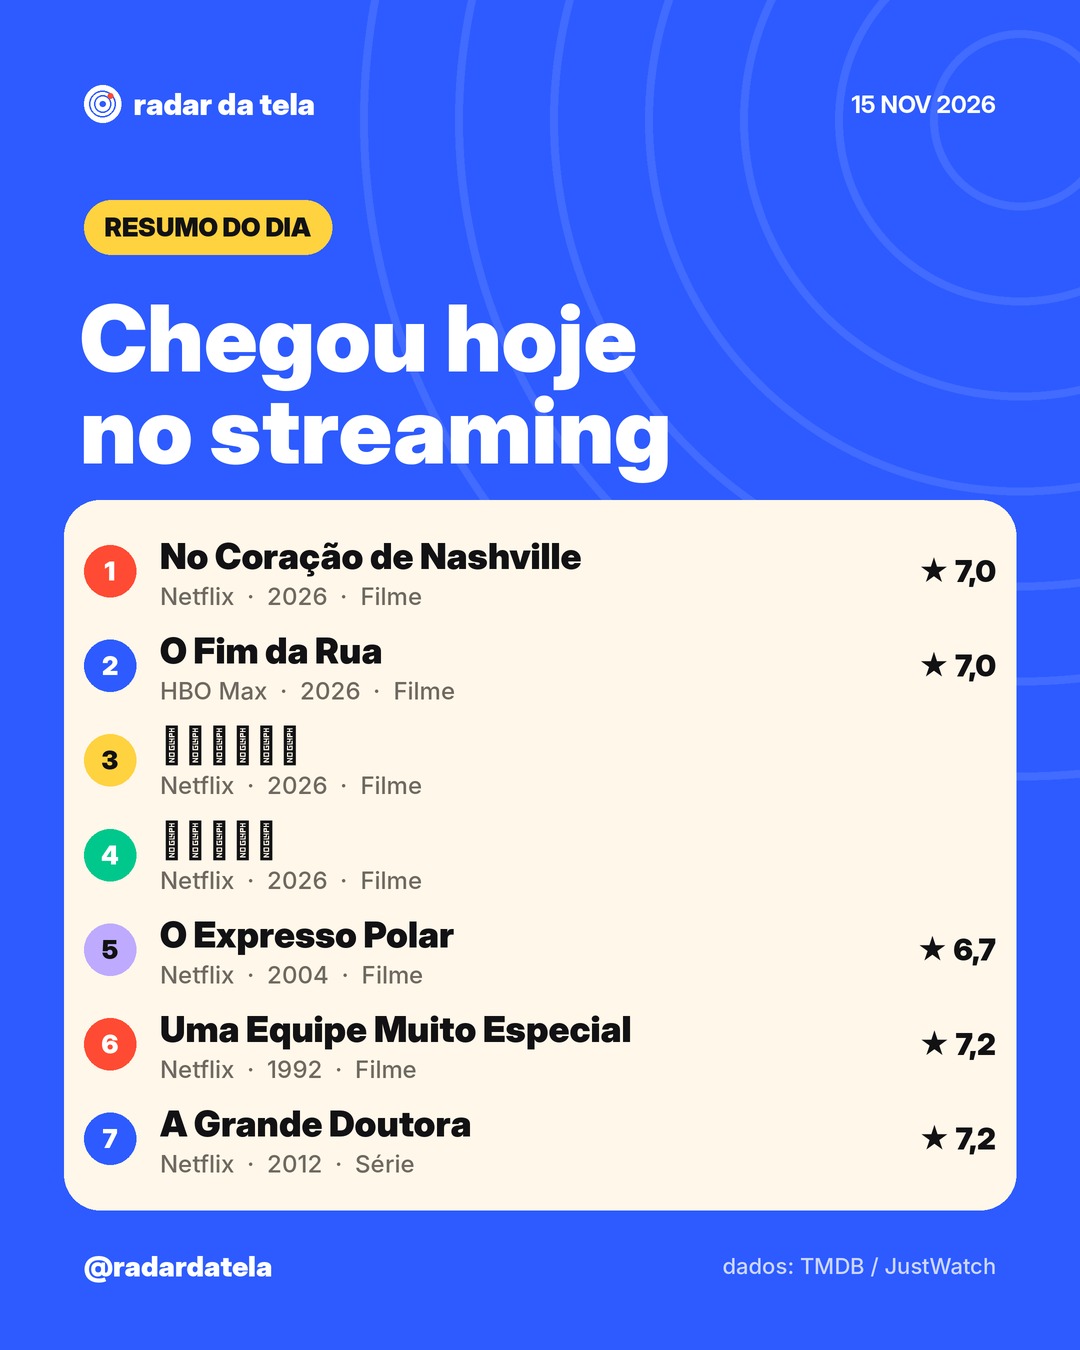 radar da tela
15 NOV 2026
RESUMO DO DIA
Chegou hoje
no streaming
1
No Coração de Nashville
★ 7,0
Netflix · 2026 · Filme
2
O Fim da Rua
★ 7,0
HBO Max · 2026 · Filme
3
Netflix · 2026 · Filme
4
Netflix · 2026 · Filme
5
O Expresso Polar
★ 6,7
Netflix · 2004 · Filme
6
Uma Equipe Muito Especial
★ 7,2
Netflix · 1992 · Filme
7
A Grande Doutora
★ 7,2
Netflix · 2012 · Série
@radardatela
dados: TMDB / JustWatch